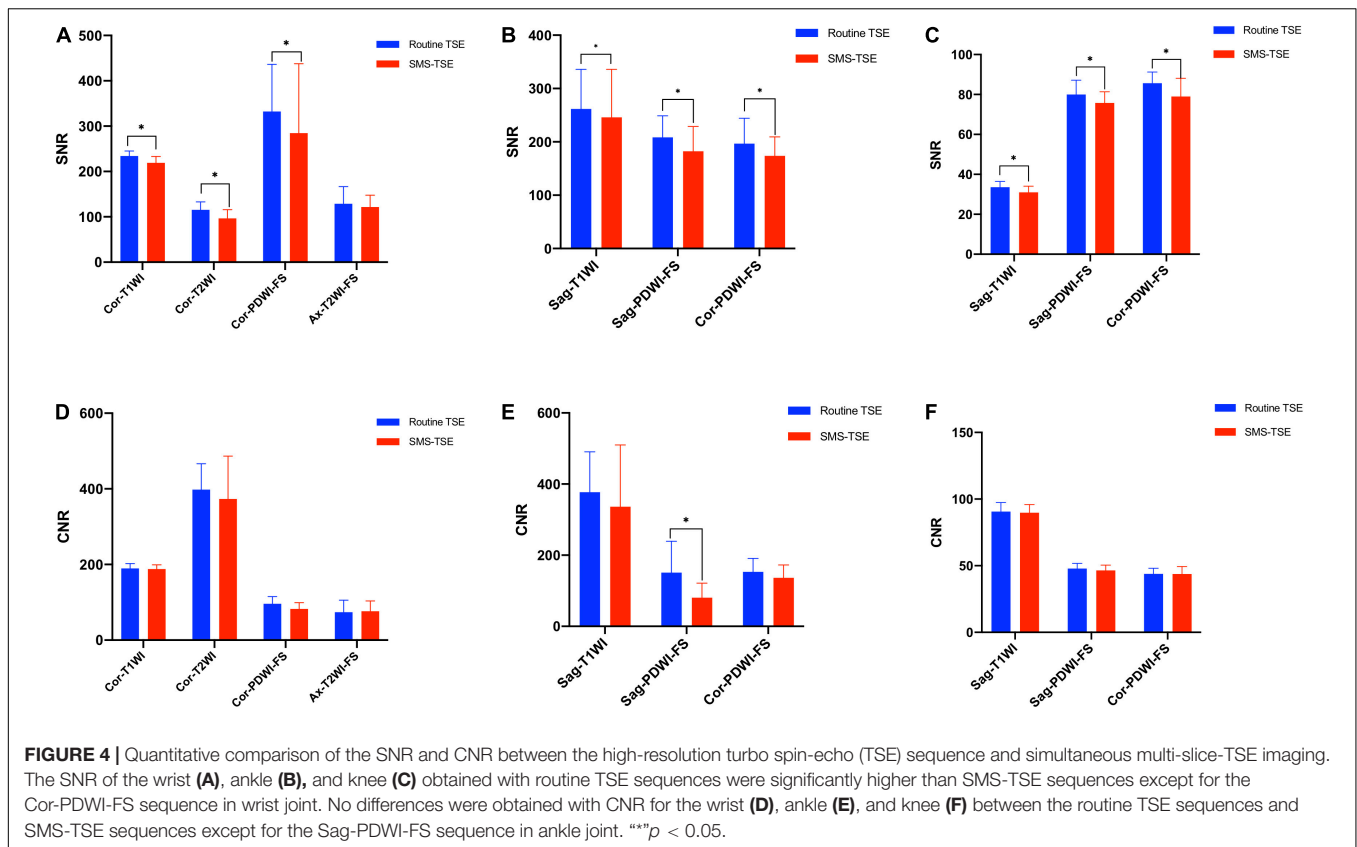 A
500
400
300
200
100
0
SNR
Routine TSE
SMS-TSE
*
*
*
Cor-T1WI
Cor-T2WI
Cor-PDWI-FS
Ax-T2WI-FS
B
400
300
200
100
0
SNR
Routine TSE
SMS-TSE
*
*
*
Sag-T1WI
Sag-PDWI-FS
Cor-PDWI-FS
C
100
80
60
40
20
0
SNR
Routine TSE
SMS-TSE
*
*
*
Sag-T1WI
Sag-PDWI-FS
Cor-PDWI-FS
D
600
400
200
0
CNR
Routine TSE
SMS-TSE
Cor-T1WI
Cor-T2WI
Cor-PDWI-FS
Ax-T2WI-FS
E
600
400
200
0
CNR
Routine TSE
SMS-TSE
*
Sag-T1WI
Sag-PDWI-FS
Cor-PDWI-FS
F
150
100
50
0
CNR
Routine TSE
SMS-TSE
Sag-T1WI
Sag-PDWI-FS
Cor-PDWI-FS
FIGURE 4 | Quantitative comparison of the SNR and CNR between the high-resolution turbo spin-echo (TSE) sequence and simultaneous multi-slice-TSE imaging.
The SNR of the wrist (A), ankle (B), and knee (C) obtained with routine TSE sequences were significantly higher than SMS-TSE sequences except for the
Cor-PDWI-FS sequence in wrist joint. No differences were obtained with CNR for the wrist (D), ankle (E), and knee (F) between the routine TSE sequences and
SMS-TSE sequences except for the Sag-PDWI-FS sequence in ankle joint. “*”p < 0.05.